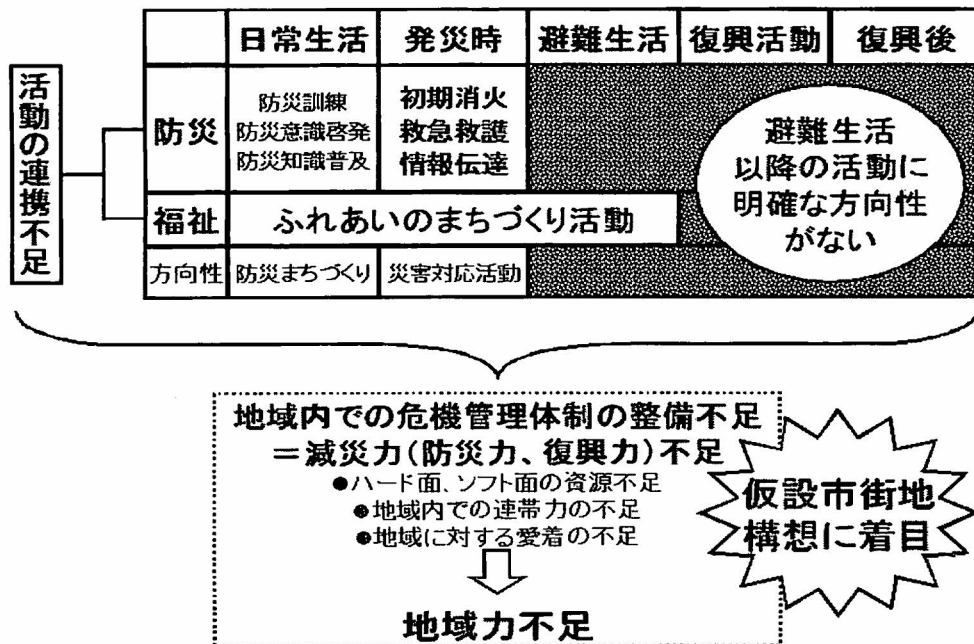 日常生活 発災時 避難生活 復興活動 復興後
活動の連携不足
防災
防災訓練
防災意識啓発
防災知識普及
初期消火
救急救護
情報伝達
避難生活
以降の活動に
明確な方向性
がない
福祉 ふれあいのまちづくり活動
方向性 防災まちづくり 災害対応活動
地域内での危機管理体制の整備不足
=減災力(防災力、復興力)不足
●ハード面、ソフト面の資源不足
●地域内での連帯力の不足
●地域に対する愛着の不足
地域力不足
仮設市街地
構想に着目